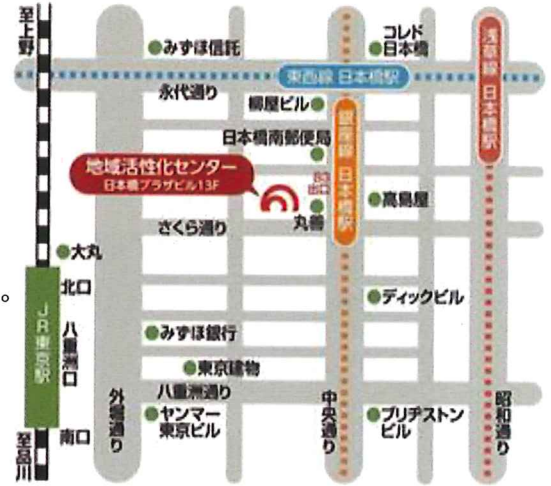 至上野
みずほ信託
コレド
日本橋
浅草線 日本橋駅
東西線 日本橋駅
永代通り
柳屋ビル
日本橋南郵便局
銀座線 日本橋駅
地域活性化センター
日本橋プラザビル13F
B3
出口
高島屋
丸善
さくら通り
大丸
北口
。
ディックビル
JR東京駅
八重洲口
みずほ銀行
東京建物
八重洲通り
外堀通り
中央通り
昭和通り
ヤンマー
東京ビル
ブリヂストン
ビル
南口
至品川